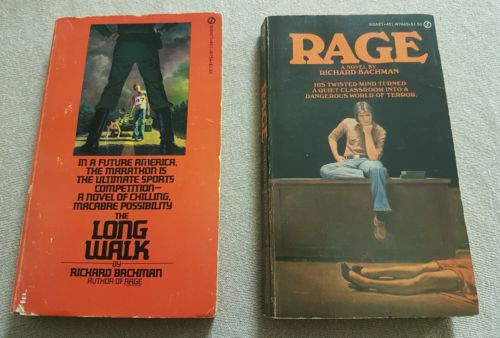 IN A FUTURE AMERICA,
THE MARATHON IS
THE ULTIMATE SPORTS
COMPETITION—
A NOVEL OF CHILLING,
MACABRE POSSIBILITY
THE
LONG
WALK
BY
RICHARD BACHMAN
AUTHOR OF RAGE
RAGE
A NOVEL BY
RICHARD BACHMAN
HIS TWISTED MIND TURNED
A QUIET CLASSROOM INTO A
DANGEROUS WORLD OF TERROR.
RAGE